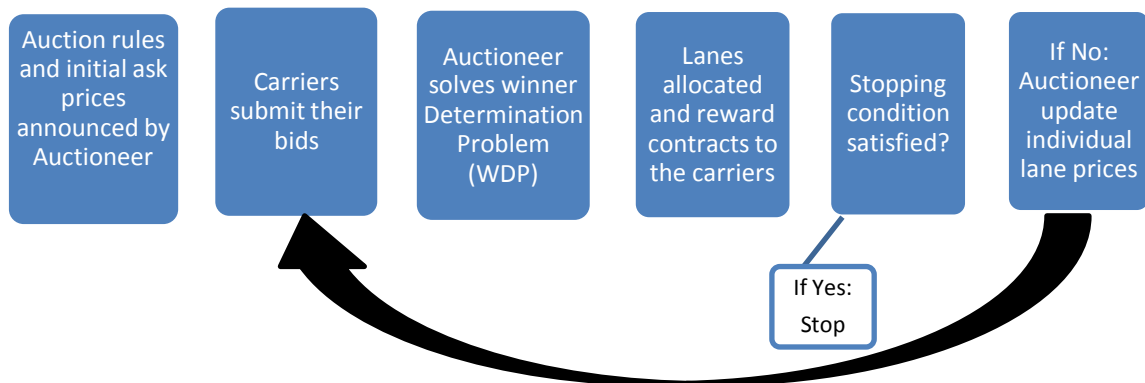 Auction rules
and initial ask
prices
announced by
Auctioneer
Carriers
submit their
bids
Auctioneer
solves winner
Determination
Problem
(WDP)
Lanes
allocated
and reward
contracts to
the carriers
Stopping
condition
satisfied?
If No:
Auctioneer
update
individual
lane prices
If Yes:
Stop